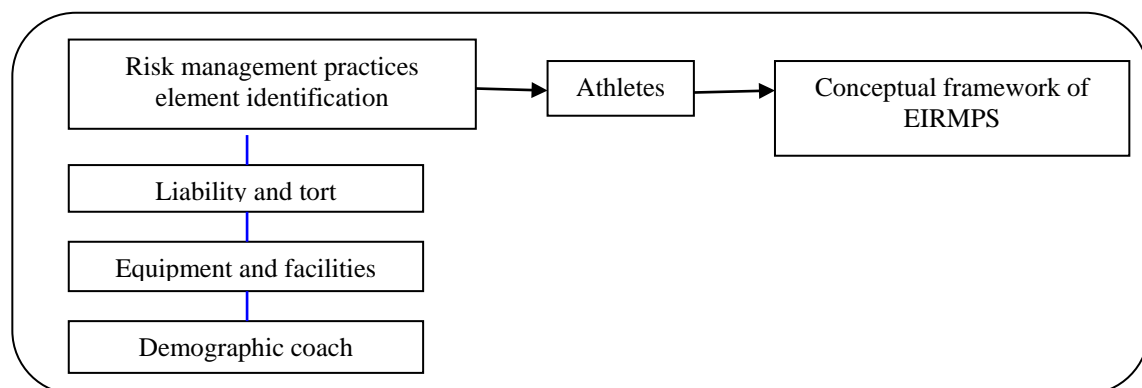 Risk management practices
element identification
Athletes
Conceptual framework of
EIRMPS
Liability and tort
Equipment and facilities
Demographic coach